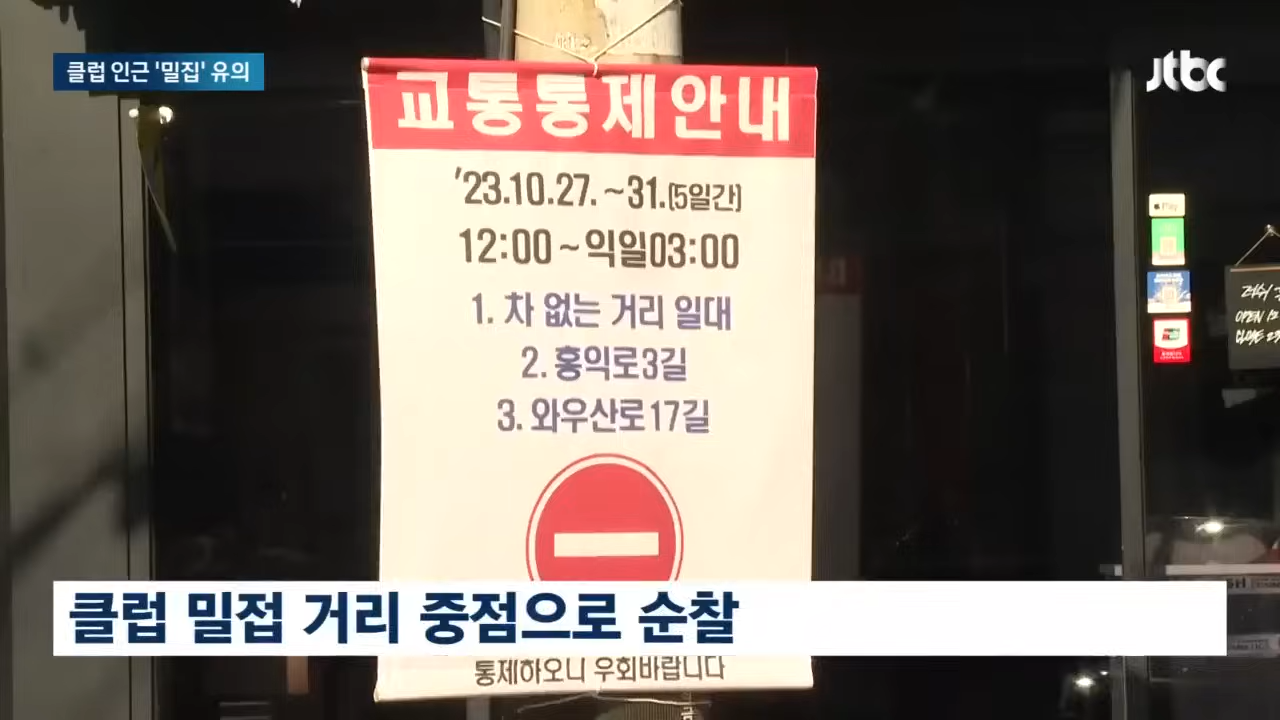 클럽 인근 '밀집' 유의
jtbc
교통통제안내
'23.10.27.~31.(5일간)
12:00~익일03:00
1. 차 없는 거리 일대
2. 홍익로3길
3. 와우산로17길
클럽 밀접 거리 중점으로 순찰
통제하오니 우회바랍니다
Pay
OPEN